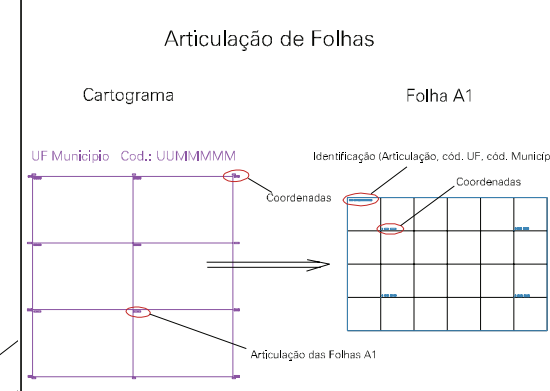 Articulação de Folhas
Cartograma
Folha A1
UF Municipio Cod.: UUMMMMM
Identificação (Articulação, cód. UF, cód. Municíp
Coordenadas
Coordenadas
Articulação das Folhas A1